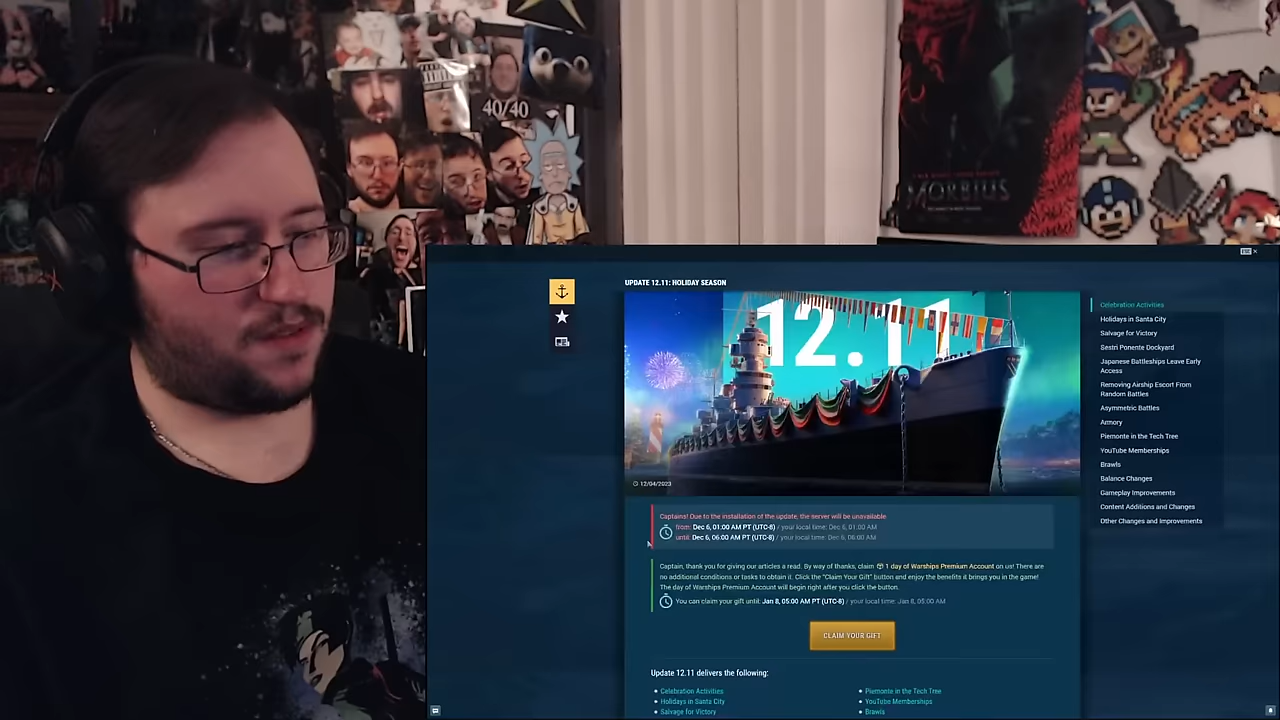 40/40
MORBIUS
UPDATE 12.11: HOLIDAY SEASON
12.11
12/04/2023
Captains! Due to the installation of the update, the server will be unavailable
from: Dec 6, 01:00 AM PT (UTC-8) / your local time: Dec 6, 01:00 AM
until: Dec 6, 06:00 AM PT (UTC-8) / your local time: Dec 6, 06:00 AM
Captain, thank you for giving our articles a read. By way of thanks, claim 1 day of Warships Premium Account on us! There are
no additional conditions or tasks to obtain it. Click the "Claim Your Gift" button and enjoy the benefits it brings you in the game!
The day of Warships Premium Account will begin right after you click the button.
You can claim your gift until: Jan 8, 05:00 AM PT (UTC-8) / your local time: Jan 8, 05:00 AM
CLAIM YOUR GIFT
Update 12.11 delivers the following:
• Celebration Activities
• Holidays in Santa City
• Salvage for Victory
• Piemonte in the Tech Tree
• YouTube Memberships
• Brawls
ESC ×
Celebration Activities
Holidays in Santa City
Salvage for Victory
Sestri Ponente Dockyard
Japanese Battleships Leave Early
Access
Removing Airship Escort From
Random Battles
Asymmetric Battles
Armory
Piemonte in the Tech Tree
YouTube Memberships
Brawls
Balance Changes
Gameplay Improvements
Content Additions and Changes
Other Changes and Improvements